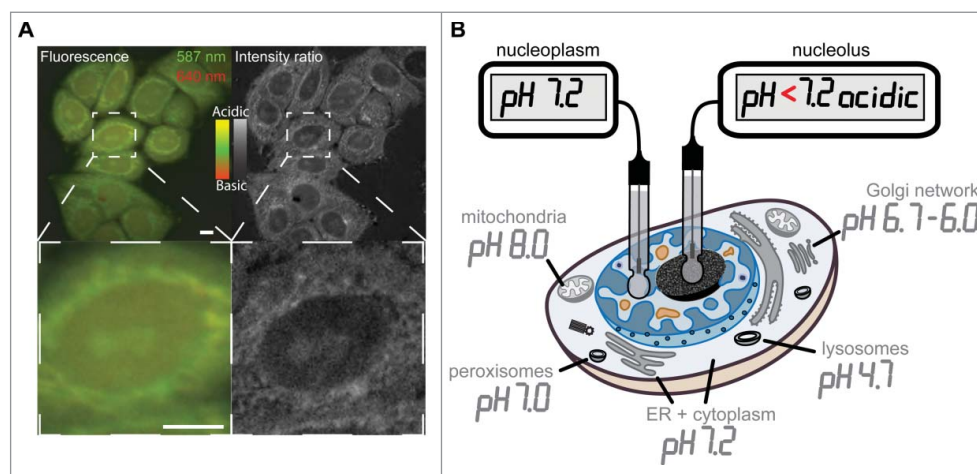 A
Fluorescence
587 nm
640 nm
Intensity ratio
Acidic
Basic
B
nucleoplasm
pH 7.2
nucleolus
pH <7.2 acidic
mitochondria
pH 8.0
Golgi network
pH 6.7-6.0
peroxisomes
pH 7.0
ER + cytoplasm
pH 7.2
lysosomes
pH 4.7